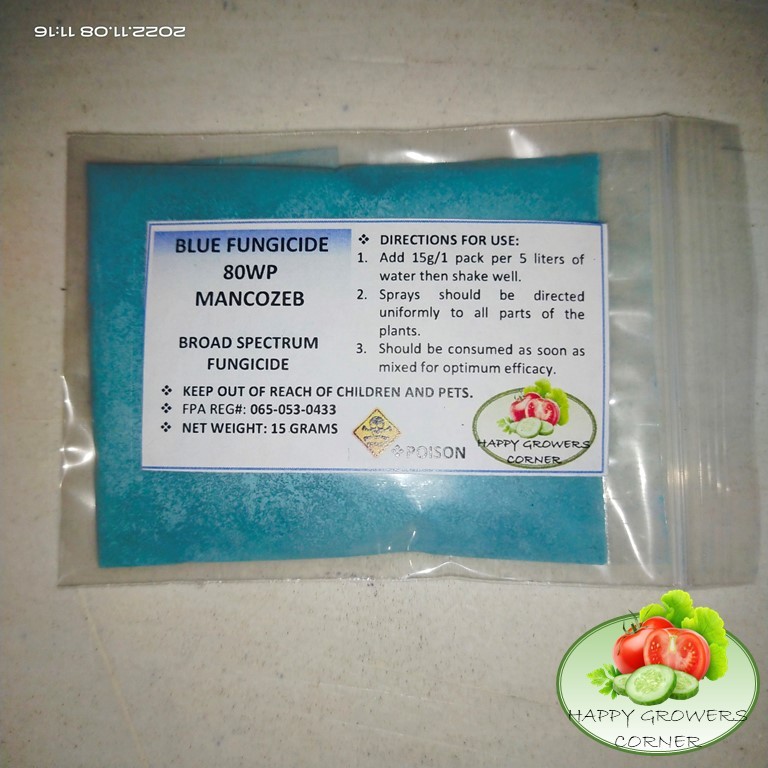 2022.11.08 11:16
BLUE FUNGICIDE
80WP
MANCOZEB
BROAD SPECTRUM
FUNGICIDE
❖ DIRECTIONS FOR USE:
1. Add 15g/1 pack per 5 liters of
water then shake well.
2. Sprays should be directed
uniformly to all parts of the
plants.
3. Should be consumed as soon as
mixed for optimum efficacy.
❖ KEEP OUT OF REACH OF CHILDREN AND PETS.
❖ FPA REG#: 065-053-0433
❖ NET WEIGHT: 15 GRAMS
❖ POISON
HAPPY GROWERS
CORNER
HAPPY GROWERS
CORNER